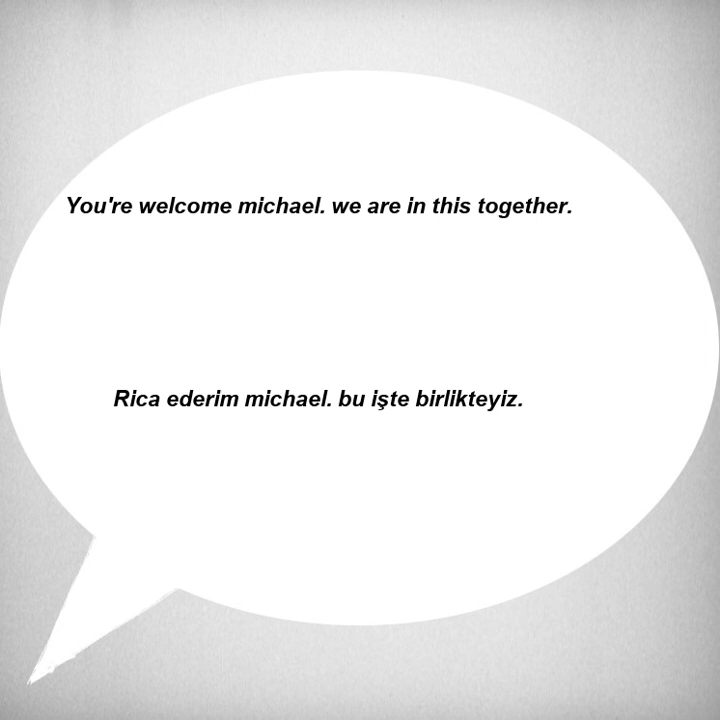 You're welcome michael. we are in this together.
Rica ederim michael. bu işte birlikteyiz.